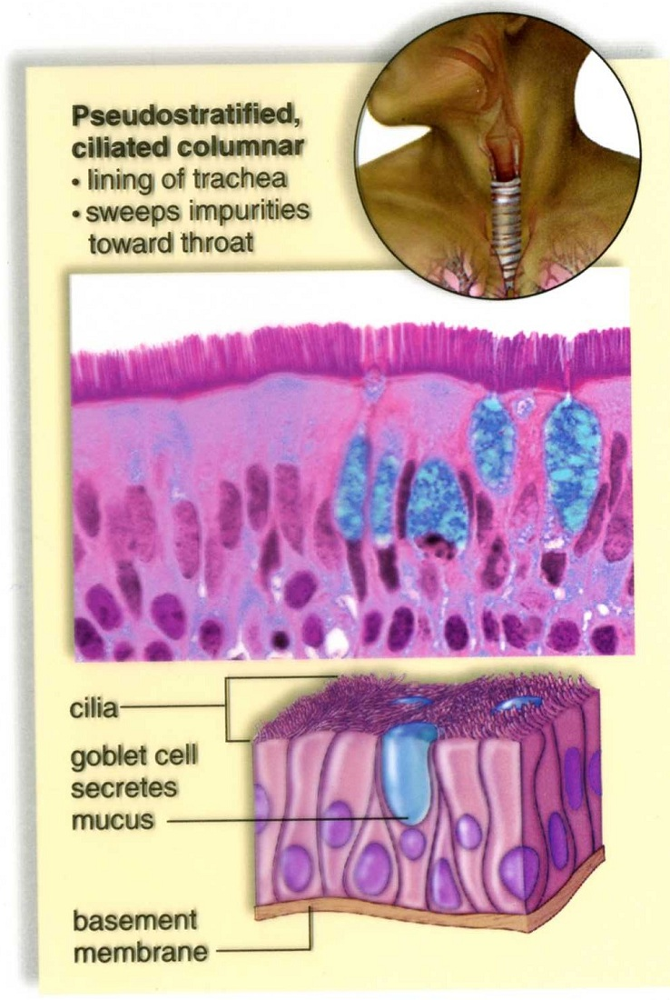 Pseudostratified,
ciliated columnar
• lining of trachea
• sweeps impurities
toward throat
cilia
goblet cell
secretes
mucus
basement
membrane